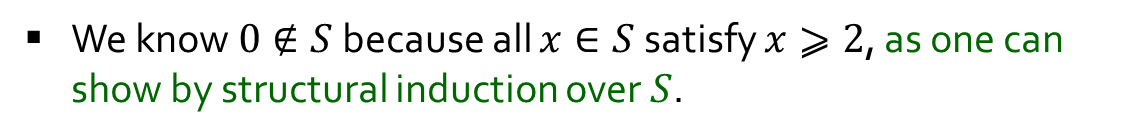 ▪ We know 0 ∉ S because all x ∈ S satisfy x ⩾ 2, as one can
show by structural induction over S.